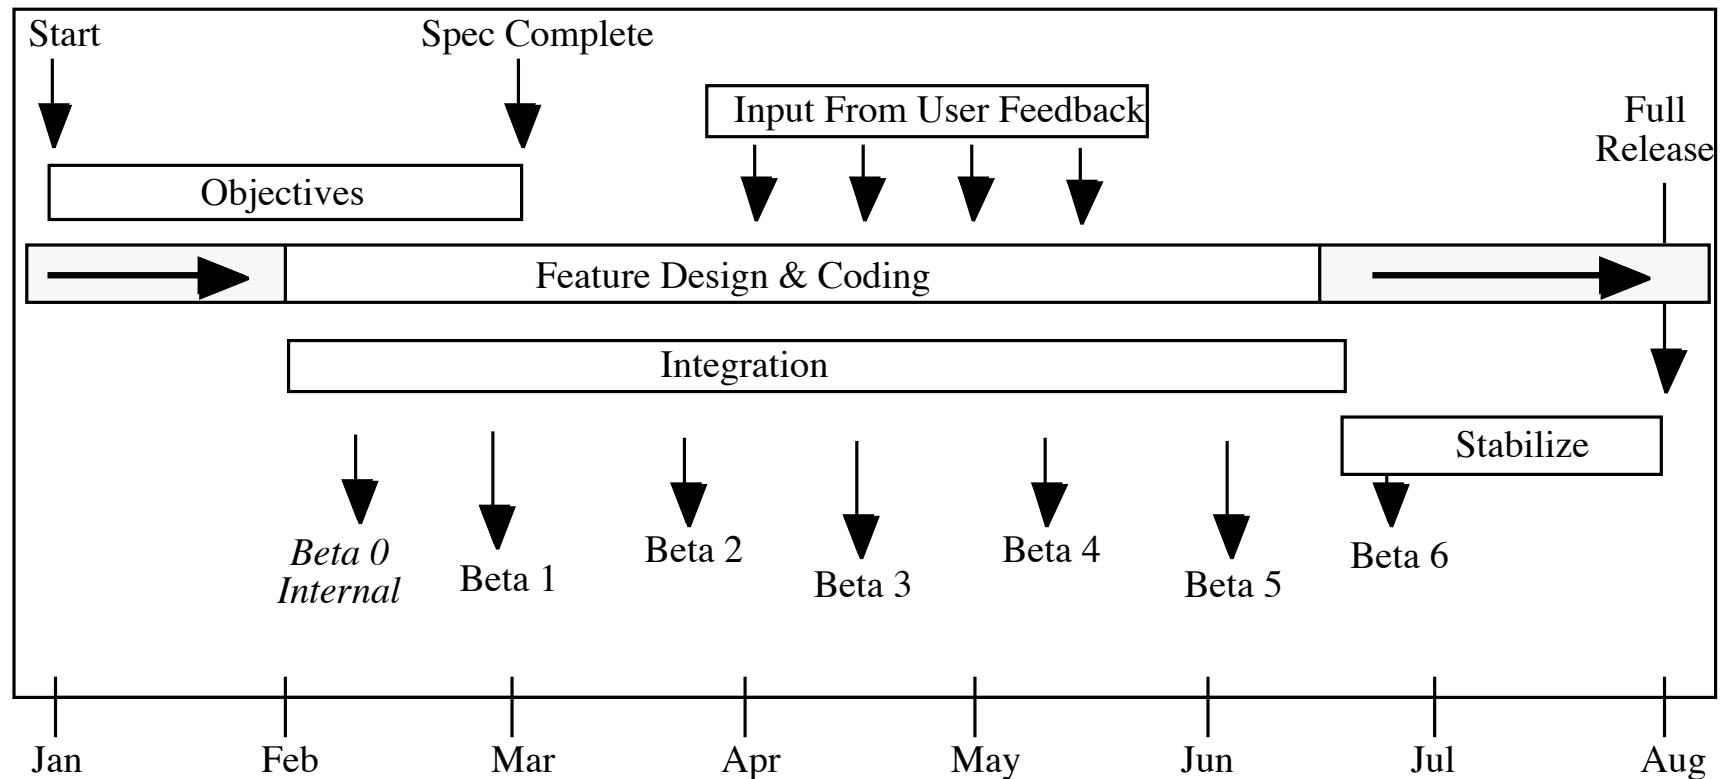 Start
Spec Complete
Input From User Feedback
Full
Release
Objectives
Feature Design & Coding
Integration
Stabilize
Beta 0
Internal
Beta 1
Beta 2
Beta 3
Beta 4
Beta 5
Beta 6
Jan
Feb
Mar
Apr
May
Jun
Jul
Aug